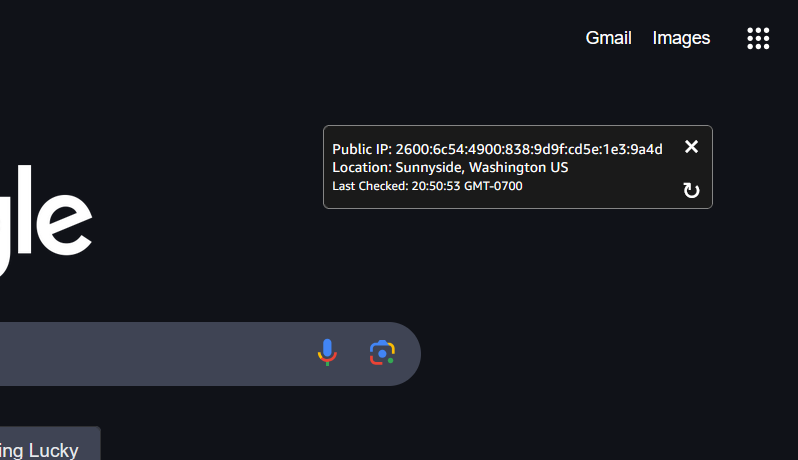 Gmail Images
Public IP: 2600:6c54:4900:838:9d9f:cd5e:1e3:9a4d
Location: Sunnyside, Washington US
Last Checked: 20:50:53 GMT-0700
gle
ing Lucky